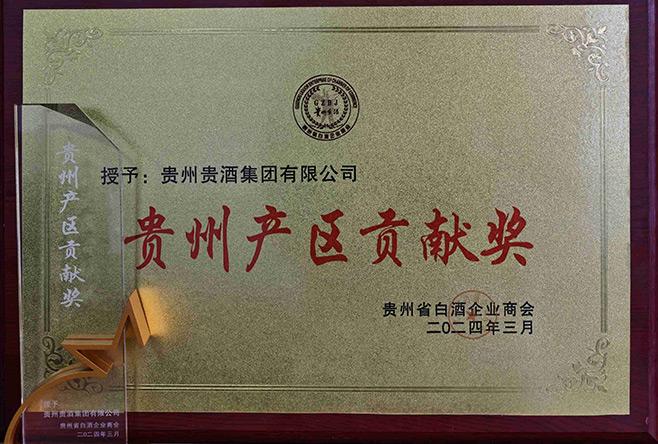 GZBJ
授予：贵州贵酒集团有限公司
贵州产区贡献奖
贵州省白酒企业商会
二〇二四年三月
贵州产区贡献奖
授予
贵州贵酒集团有限公司
贵州省白酒企业商会
二〇二四年三月